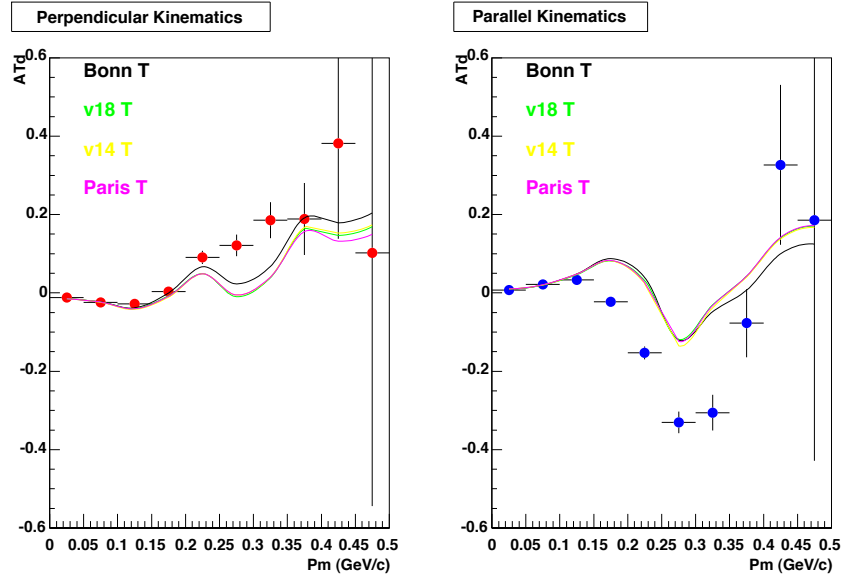 Perpendicular Kinematics
ATd
0.6
0.4
0.2
0
-0.2
-0.4
-0.6
Bonn T
v18 T
v14 T
Paris T
0 0.05 0.1 0.15 0.2 0.25 0.3 0.35 0.4 0.45 0.5
Pm (GeV/c)
Parallel Kinematics
ATd
0.6
0.4
0.2
0
-0.2
-0.4
-0.6
Bonn T
v18 T
v14 T
Paris T
0 0.05 0.1 0.15 0.2 0.25 0.3 0.35 0.4 0.45 0.5
Pm (GeV/c)